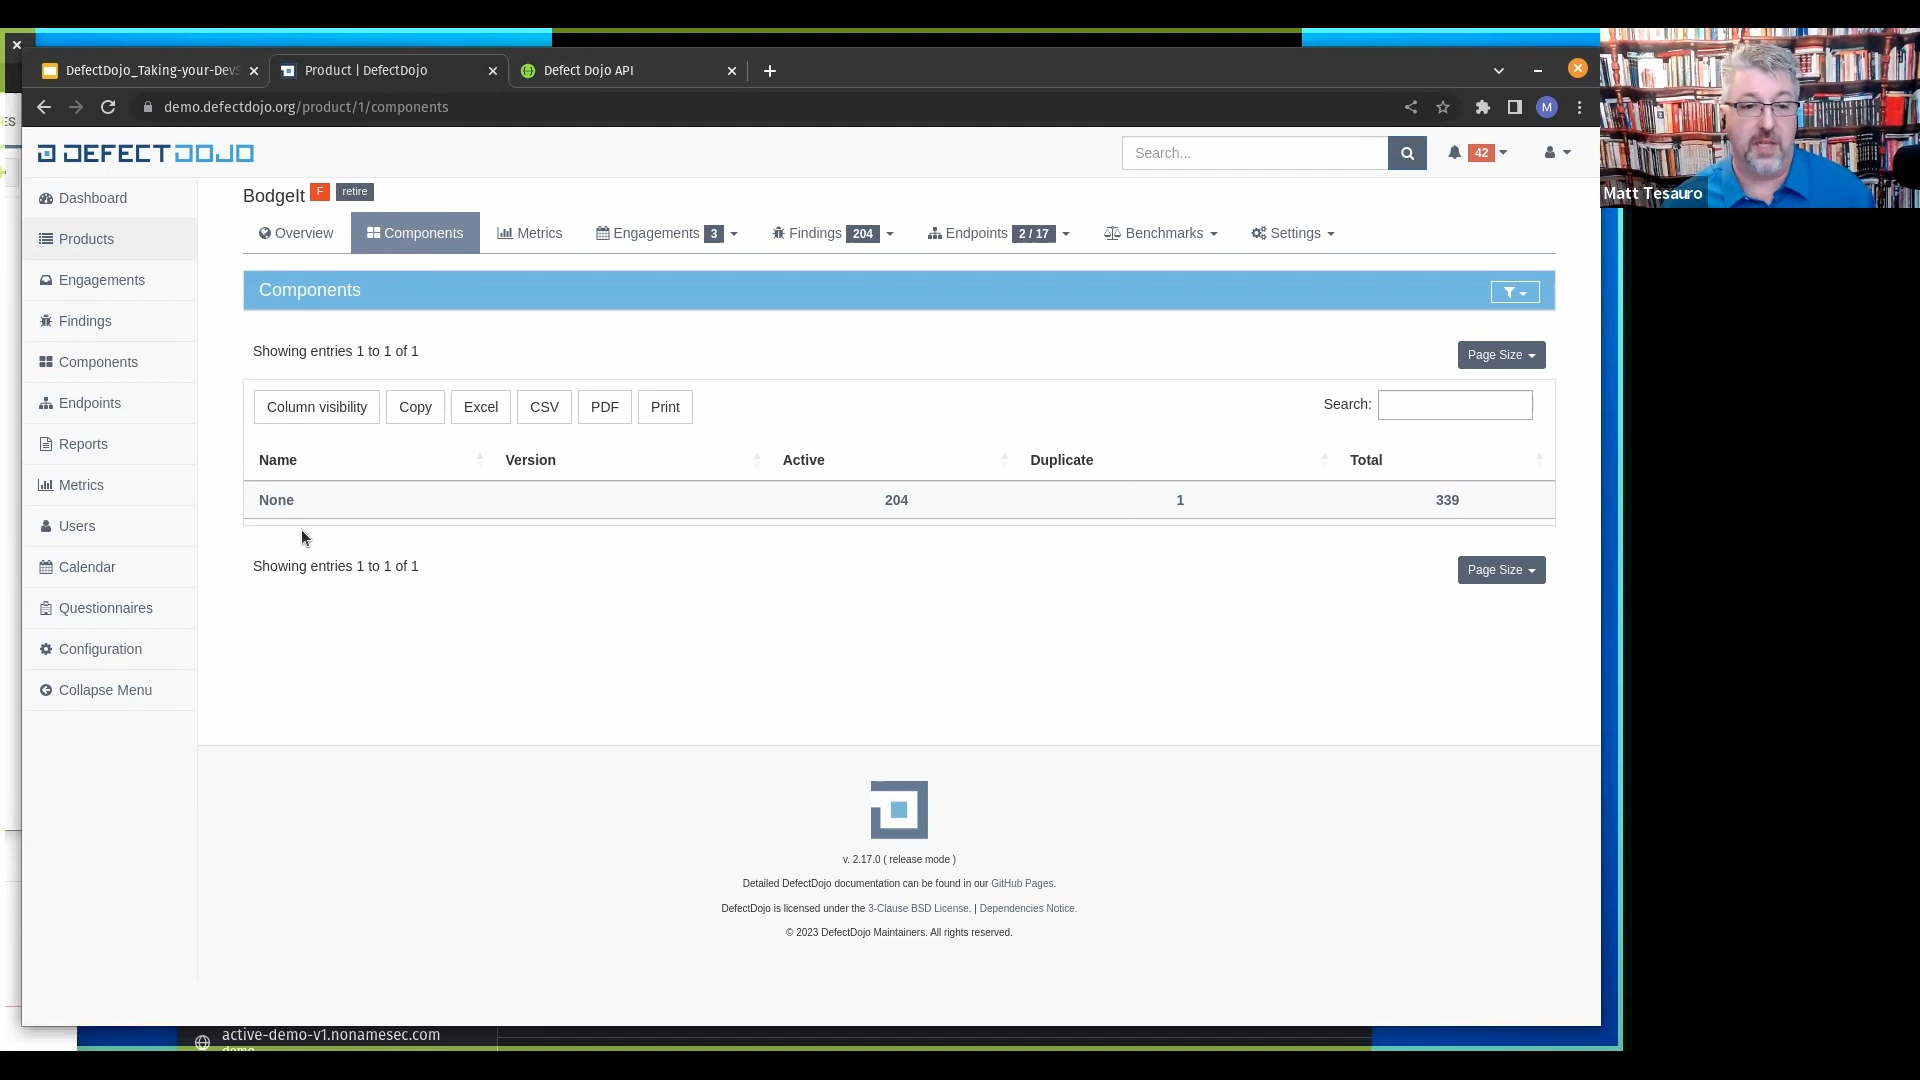 DefectDojo_Taking-your-Dev
Product | DefectDojo
Defect Dojo API
demo.defectdojo.org/product/1/components
M
ES
DEFECTDOJO
Search...
42
Matt Tesauro
Dashboard
Products
Engagements
Findings
Components
Endpoints
Reports
Metrics
Users
Calendar
Questionnaires
Configuration
Collapse Menu
BodgeIt F retire
Overview Components Metrics Engagements 3 Findings 204 Endpoints 2 / 17 Benchmarks Settings
Components
Showing entries 1 to 1 of 1
Page Size
Column visibility Copy Excel CSV PDF Print
Search:
Name Version Active Duplicate Total
None 204 1 339
Showing entries 1 to 1 of 1
Page Size
v. 2.17.0 ( release mode )
Detailed DefectDojo documentation can be found in our GitHub Pages.
DefectDojo is licensed under the 3-Clause BSD License. | Dependencies Notice.
© 2023 DefectDojo Maintainers. All rights reserved.
active-demo-v1.nonamesec.com